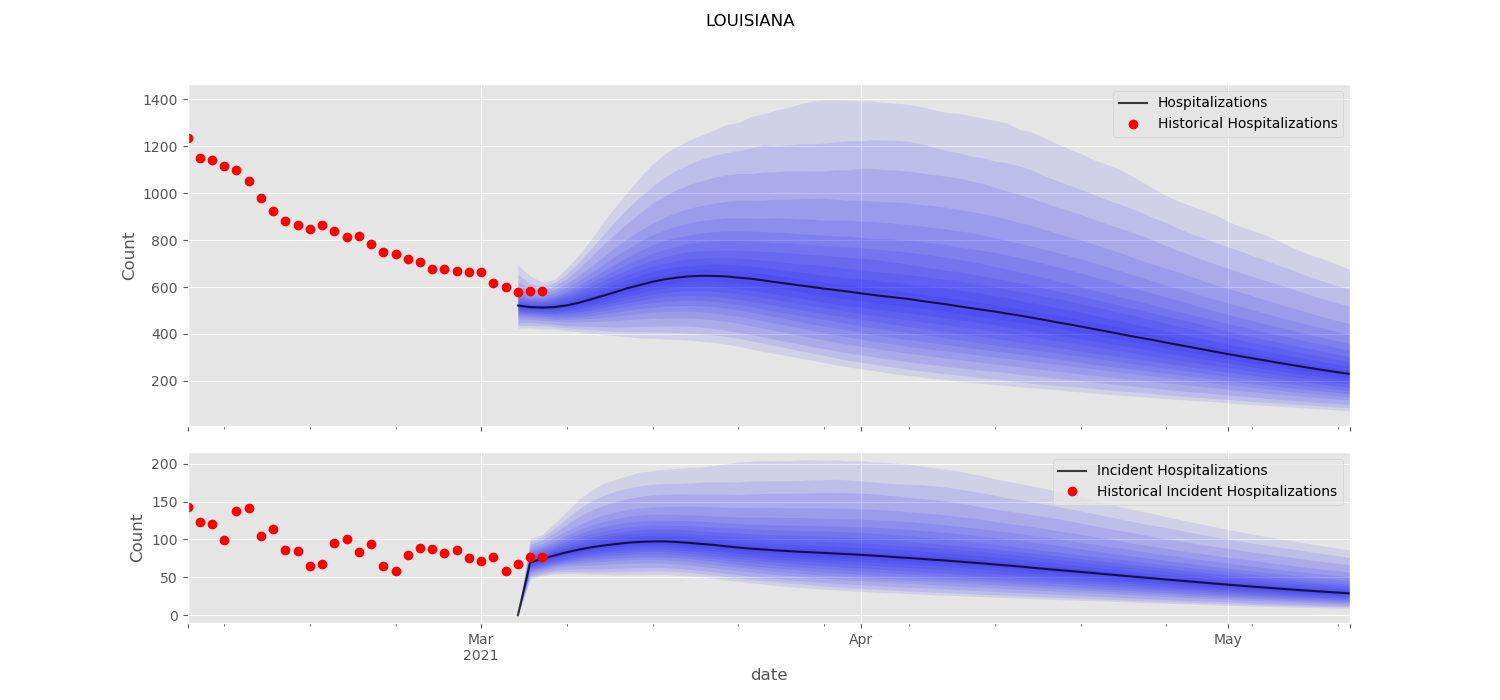 LOUISIANA
1400
1200
1000
800
600
400
200
Count
Hospitalizations
Historical Hospitalizations
200
150
100
50
0
Count
Incident Hospitalizations
Historical Incident Hospitalizations
Mar
2021
Apr
May
date